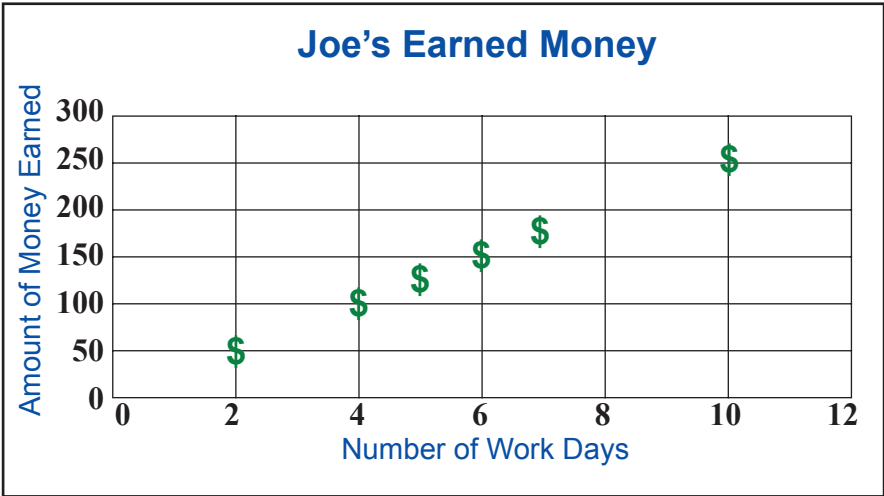 Joe's Earned Money
Amount of Money Earned
300
250
200
150
100
50
0
0 2 4 6 8 10 12
$ $ $ $ $ $
Number of Work Days